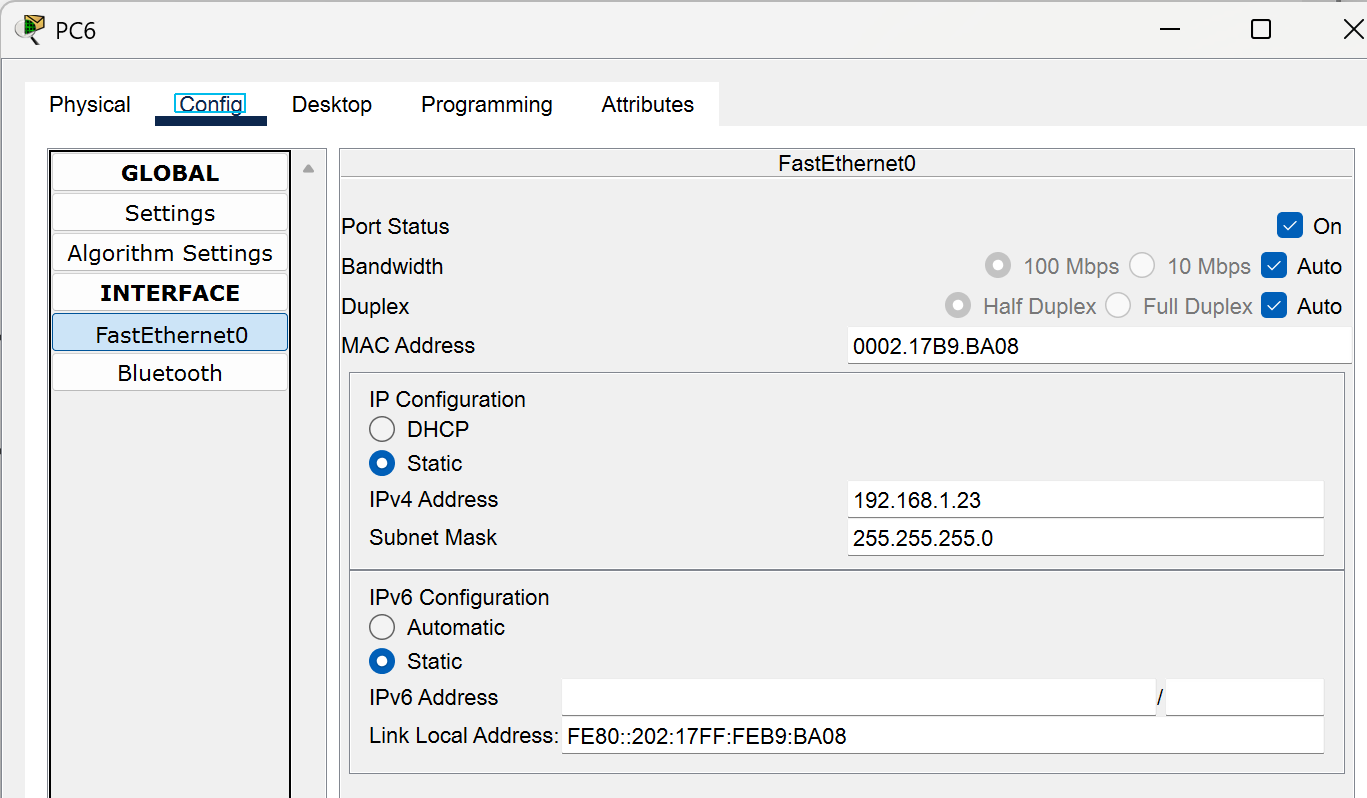 PC6
Physical Config Desktop Programming Attributes
GLOBAL
Settings
Algorithm Settings
INTERFACE
FastEthernet0
Bluetooth
FastEthernet0
Port Status On
Bandwidth 100 Mbps 10 Mbps Auto
Duplex Half Duplex Full Duplex Auto
MAC Address 0002.17B9.BA08
IP Configuration
DHCP
Static
IPv4 Address 192.168.1.23
Subnet Mask 255.255.255.0
IPv6 Configuration
Automatic
Static
IPv6 Address /
Link Local Address: FE80::202:17FF:FEB9:BA08